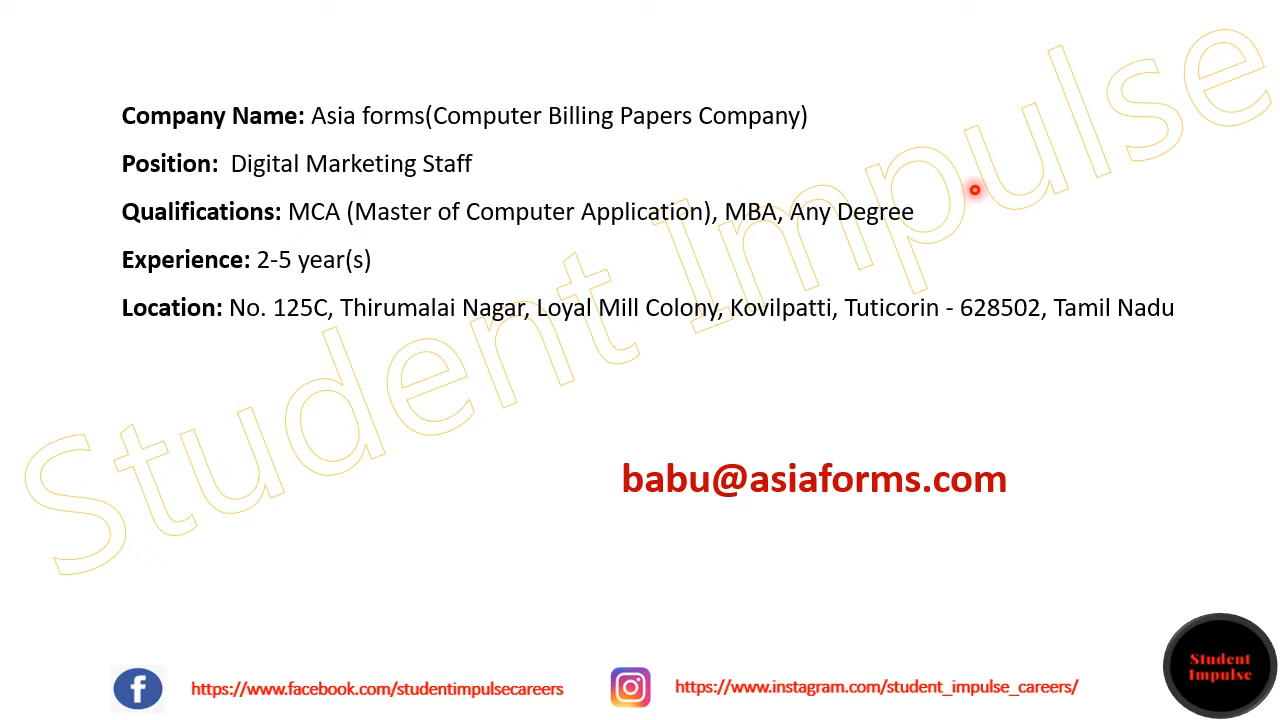 Company Name: Asia forms(Computer Billing Papers Company)
Position: Digital Marketing Staff
Qualifications: MCA (Master of Computer Application), MBA, Any Degree
Experience: 2-5 year(s)
Location: No. 125C, Thirumalai Nagar, Loyal Mill Colony, Kovilpatti, Tuticorin - 628502, Tamil Nadu
Student Impulse
babu@asiaforms.com
https://www.facebook.com/studentimpulsecareers
https://www.instagram.com/student_impulse_careers/
Student
Impulse